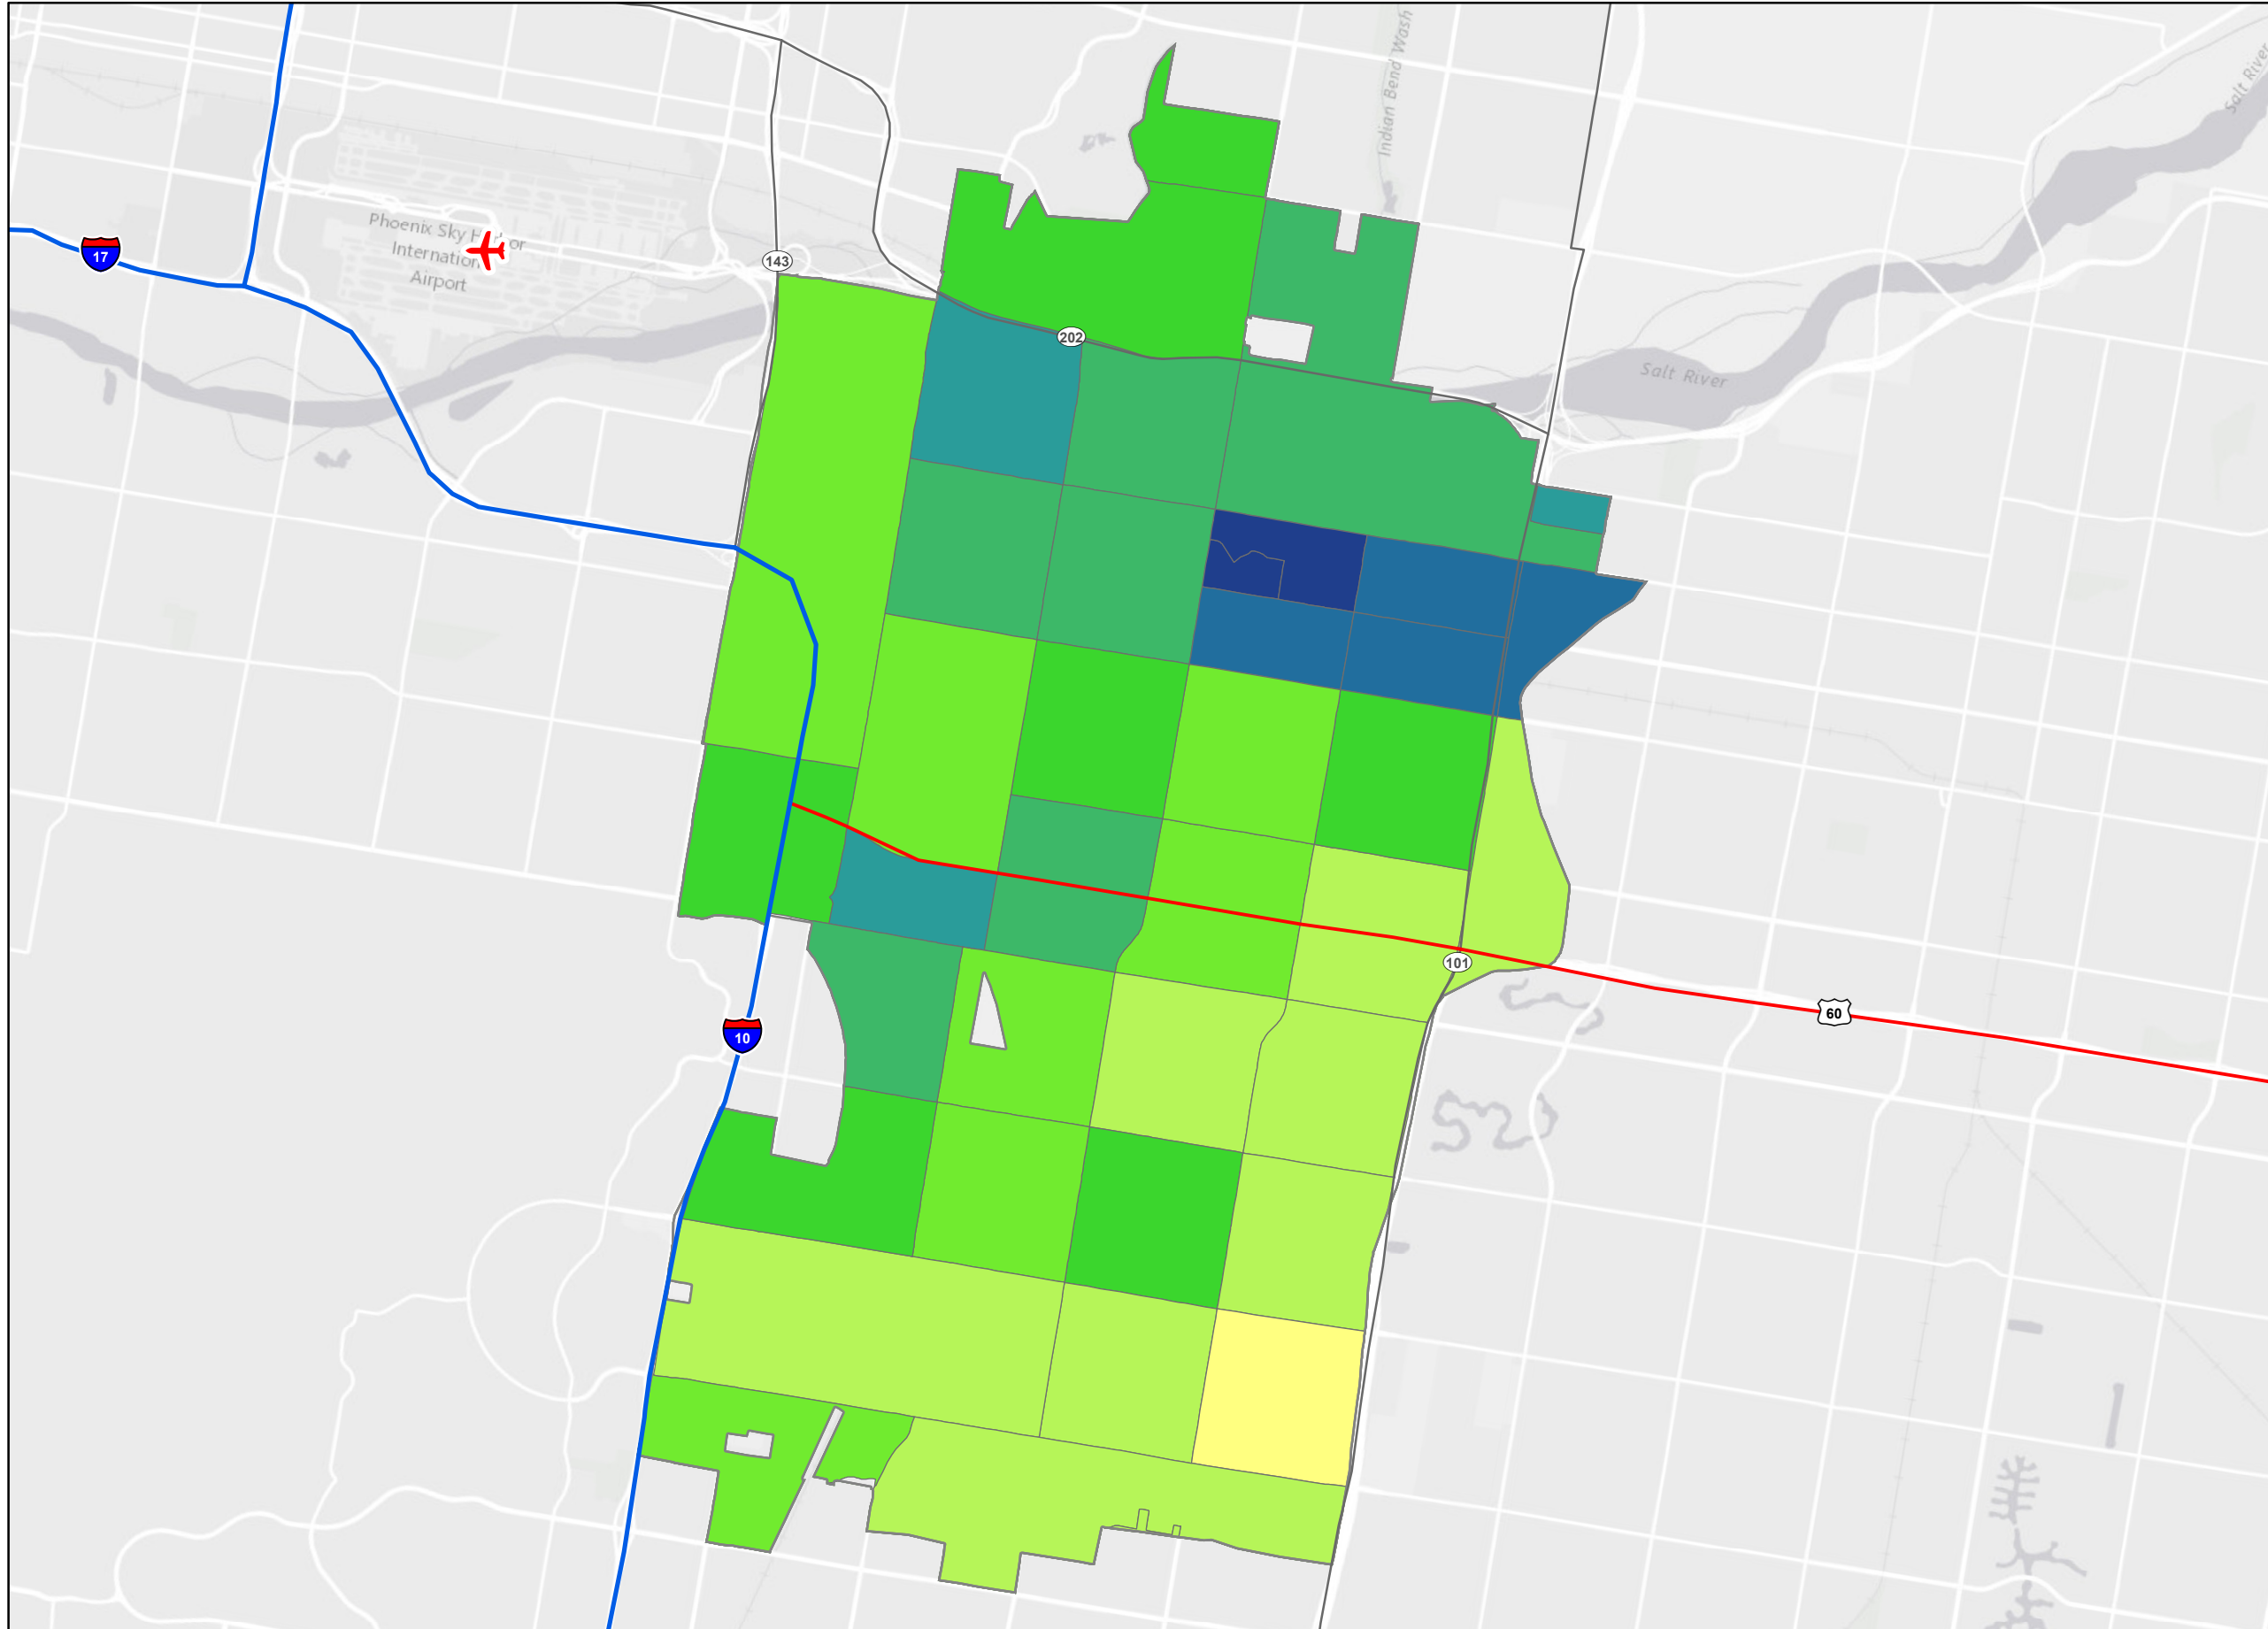 Indian Bend Wash
Salt River
Phoenix Sky Harbor
International
Airport
17
143
202
Salt River
101
60
10